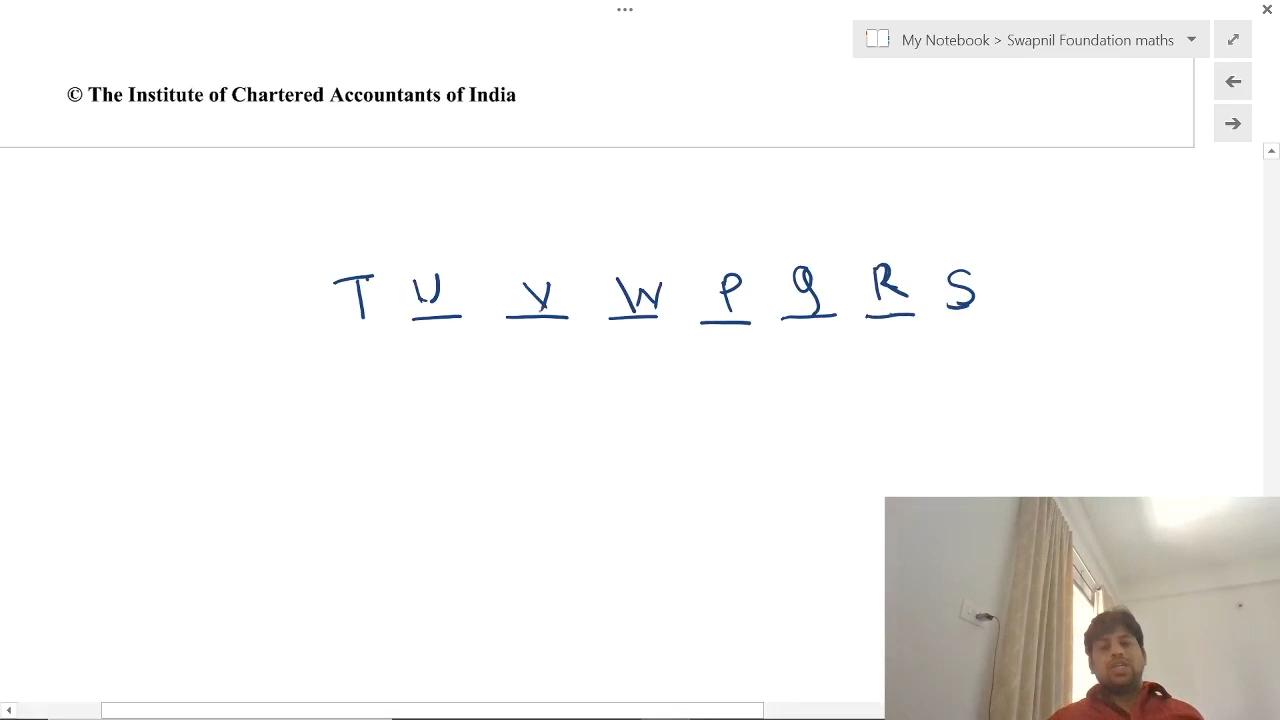 My Notebook > Swapnil Foundation maths
© The Institute of Chartered Accountants of India
T U V W P Q R S